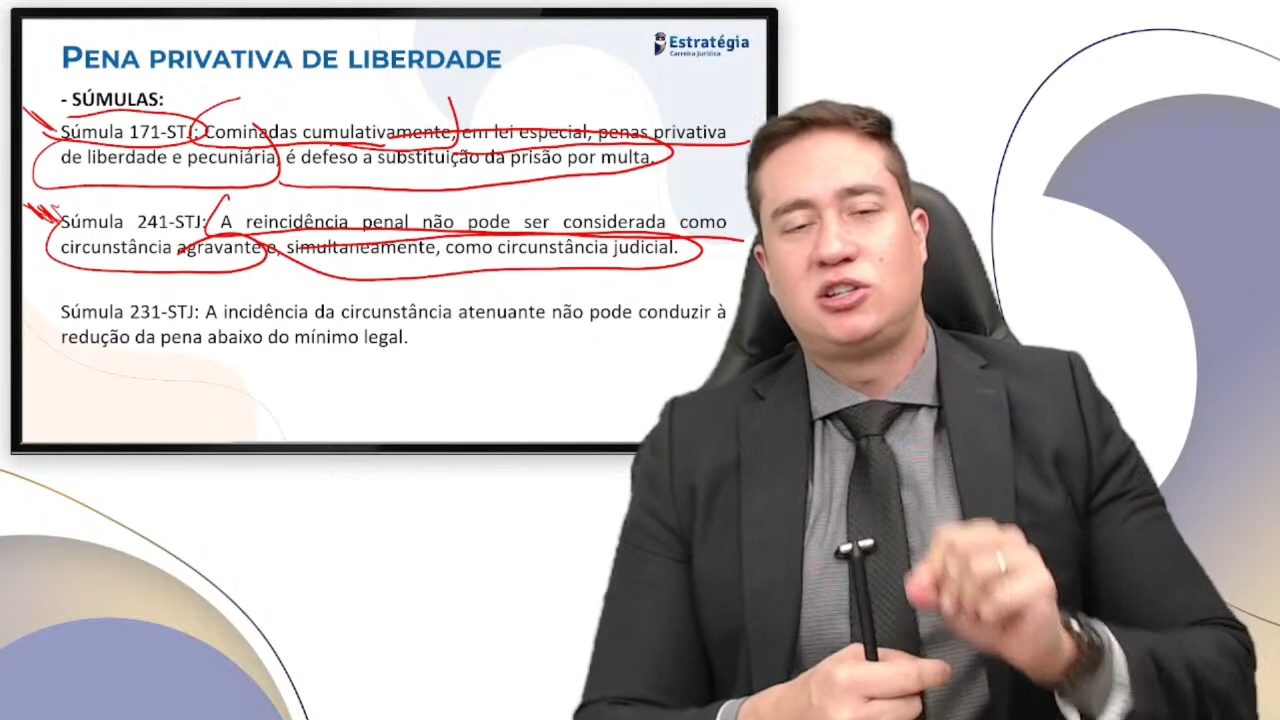 PENA PRIVATIVA DE LIBERDADE
Estratégia
Carreira Jurídica
- SÚMULAS:
Súmula 171-STJ: Cominadas cumulativamente, em lei especial, penas privativa
de liberdade e pecuniária, é defeso a substituição da prisão por multa.
Súmula 241-STJ: A reincidência penal não pode ser considerada como
circunstância agravante e, simultaneamente, como circunstância judicial.
Súmula 231-STJ: A incidência da circunstância atenuante não pode conduzir à
redução da pena abaixo do mínimo legal.